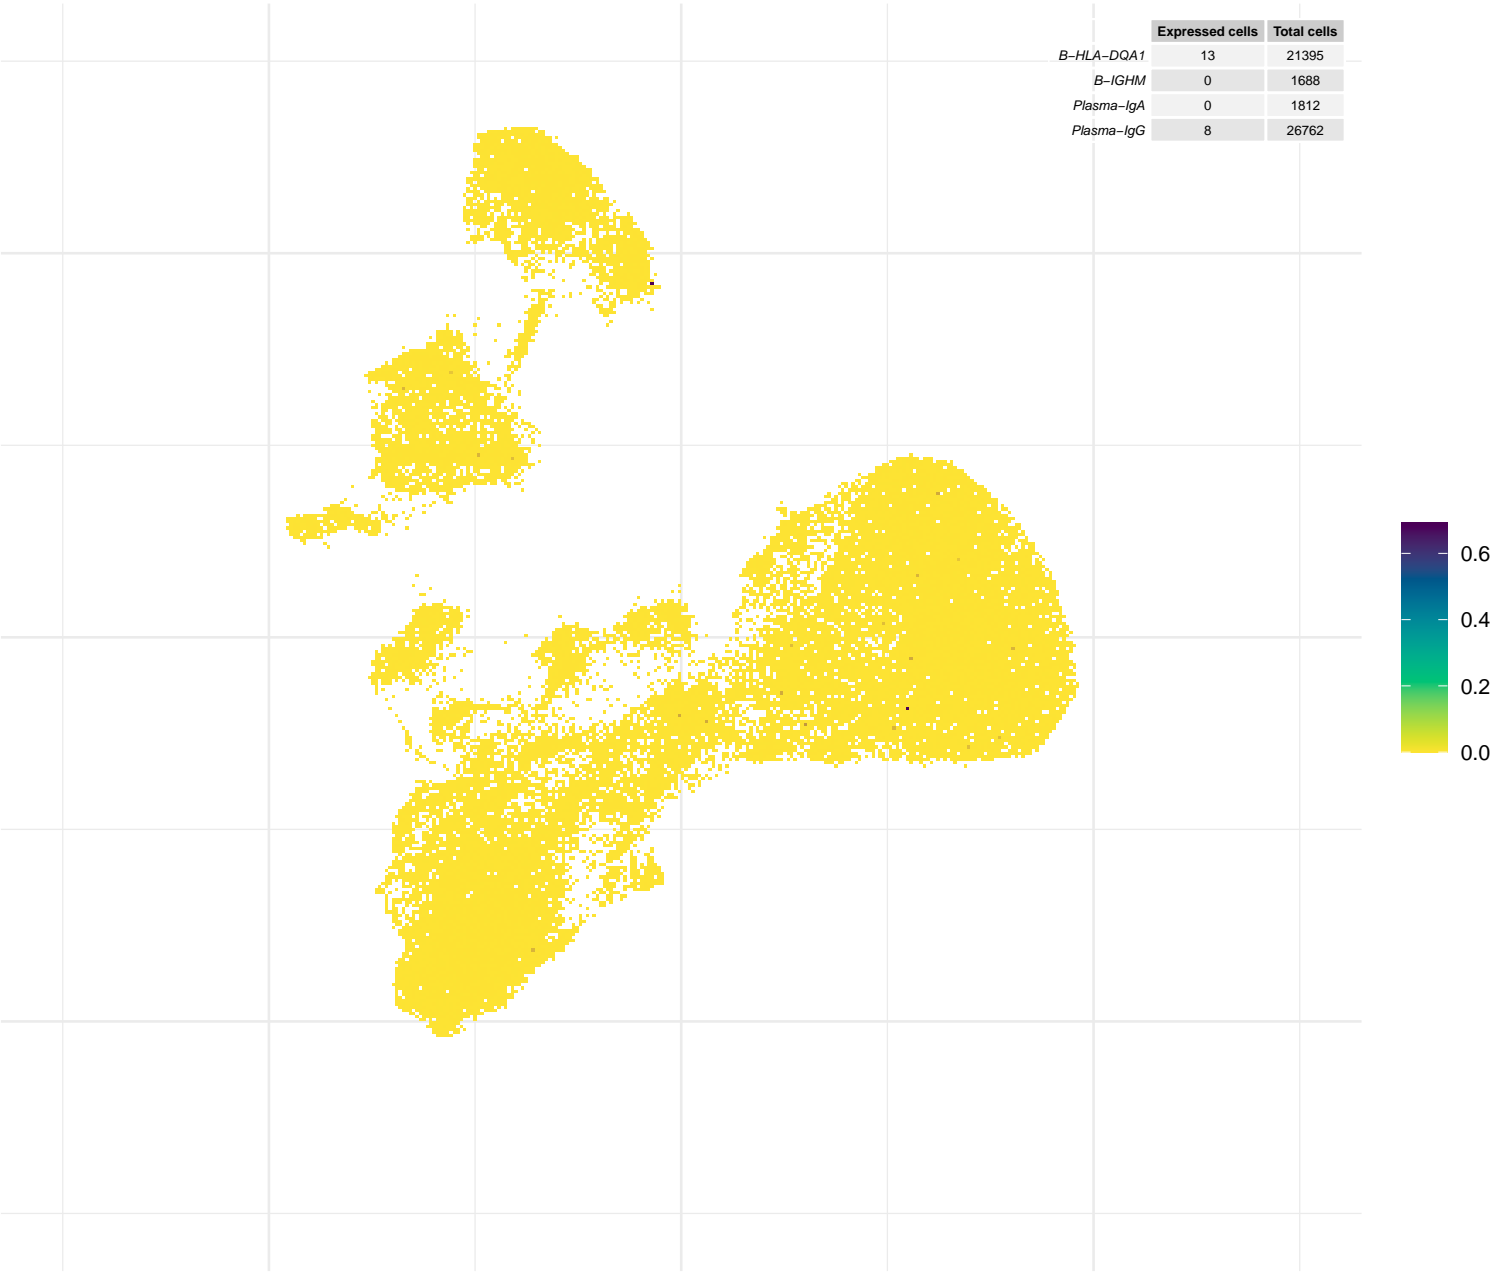 Expressed cells Total cells
B−HLA−DQA1 13 21395
B−IGHM 0 1688
Plasma−IgA 0 1812
Plasma−IgG 8 26762
0.6
0.4
0.2
0.0